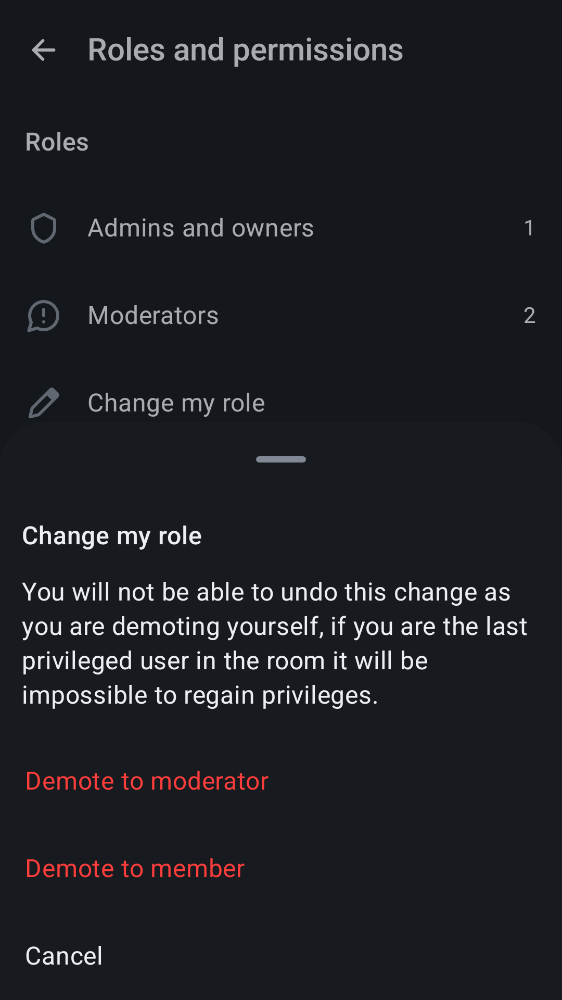 Roles and permissions
Roles
Admins and owners 1
Moderators 2
Change my role
Change my role
You will not be able to undo this change as
you are demoting yourself, if you are the last
privileged user in the room it will be
impossible to regain privileges.
Demote to moderator
Demote to member
Cancel